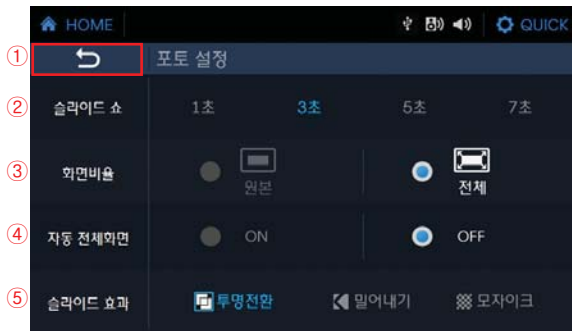 HOME QUICK
① 포토 설정
② 슬라이드 쇼 1초 3초 5초 7초
③ 화면비율 원본 전체
④ 자동 전체화면 ON OFF
⑤ 슬라이드 효과 투명전환 밀어내기 모자이크